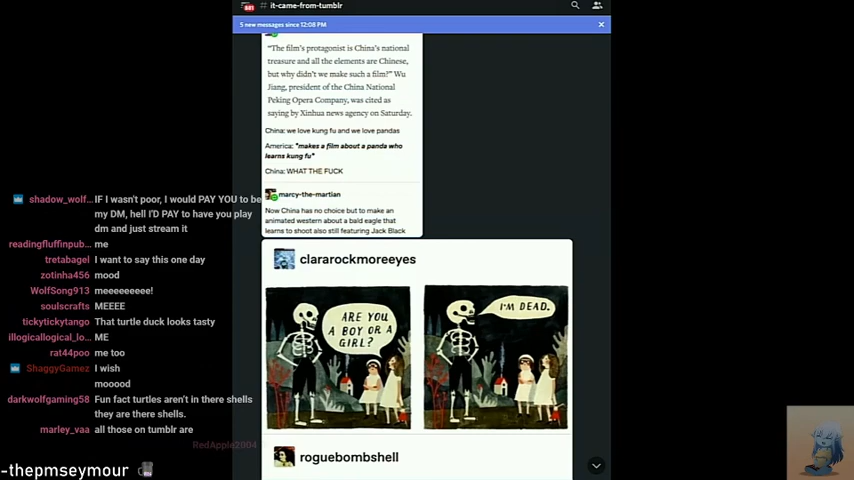 581 # it-came-from-tumblr
5 new messages since 12:08 PM
"The film's protagonist is China's national
treasure and all the elements are Chinese,
but why didn't we make such a film?" Wu
Jiang, president of the China National
Peking Opera Company, was cited as
saying by Xinhua news agency on Saturday.
China: we love kung fu and we love pandas
America: *makes a film about a panda who
learns kung fu*
China: WHAT THE FUCK
marcy-the-martian
Now China has no choice but to make an
animated western about a bald eagle that
learns to shoot also still featuring Jack Black
clararockmoreeyes
ARE YOU
A BOY OR A
GIRL?
I'M DEAD.
roguebombshell
shadow_wolf... IF I wasn't poor, I would PAY YOU to be
my DM, hell I'D PAY to have you play
dm and just stream it
readingfluffinpub... me
tretabagel I want to say this one day
zotinha456 mood
WolfSong913 meeeeeeeee!
soulscrafts MEEEE
tickytickytango That turtle duck looks tasty
illogicallogical_lo... ME
rat44poo me too
ShaggyGamez I wish
mooood
darkwolfgaming58 Fun fact turtles aren't in there shells
they are there shells.
marley_vaa all those on tumblr are
RedApple2004
-thepmseymour